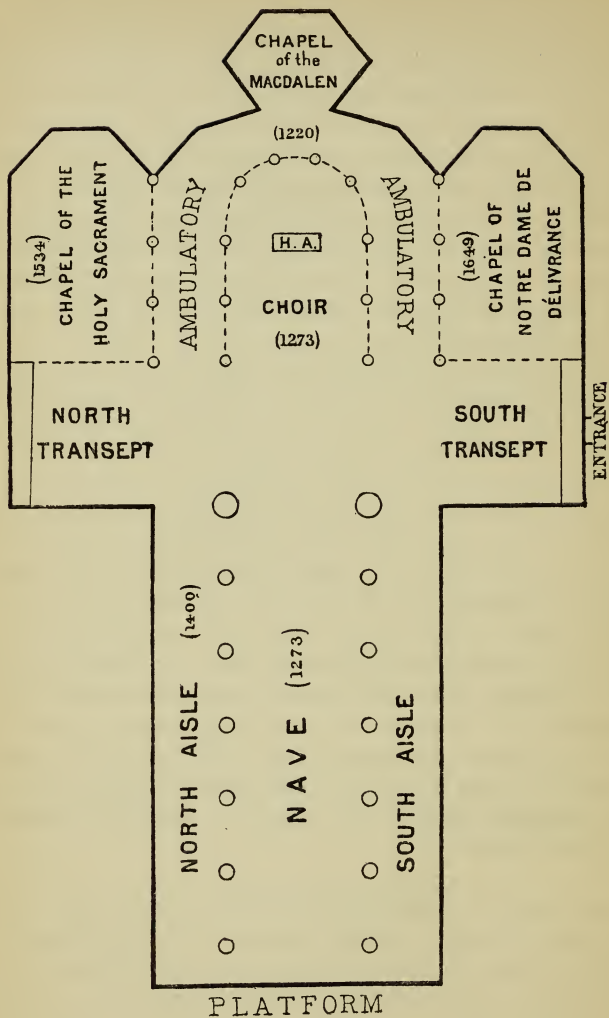 CHAPEL
of the
MAGDALEN
(1220)
(1534)
CHAPEL OF THE
HOLY SACRAMENT
AMBULATORY
H. A.
CHOIR
(1273)
AMBULATORY
(1649)
CHAPEL OF
NOTRE DAME DE
DÉLIVRANCE
NORTH
TRANSEPT
SOUTH
TRANSEPT
ENTRANCE
NORTH AISLE (1400)
NAVE (1273)
SOUTH AISLE
PLATFORM